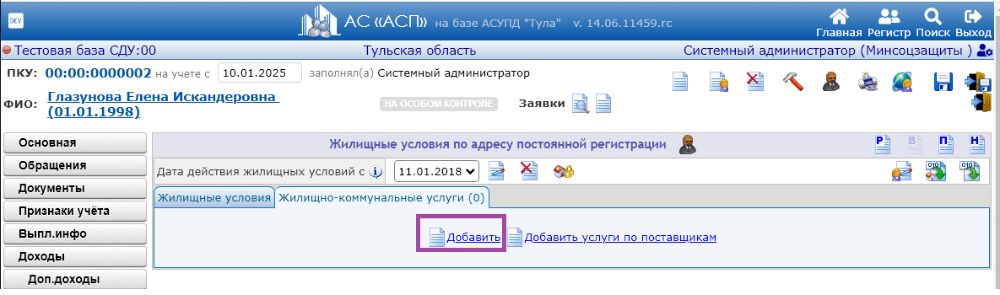 DEV
АС «АСП» на базе АСУПД "Тула" v. 14.06.11459.rc
Главная Регистр Поиск Выход
Тестовая база СДУ:00 Тульская область Системный администратор (Минсоцзащиты )
ПКУ: 00:00:0000002 на учете с 10.01.2025 заполнял(а) Системный администратор
ФИО: Глазунова Елена Искандеровна
(01.01.1998)
НА ОСОБОМ КОНТРОЛЕ Заявки
Основная
Обращения
Документы
Признаки учёта
Выпл.инфо
Доходы
Доп.доходы
Жилищные условия по адресу постоянной регистрации Р В П Н
Дата действия жилищных условий с 11.01.2018 010 010
Жилищные условия Жилищно-коммунальные услуги (0)
Добавить Добавить услуги по поставщикам